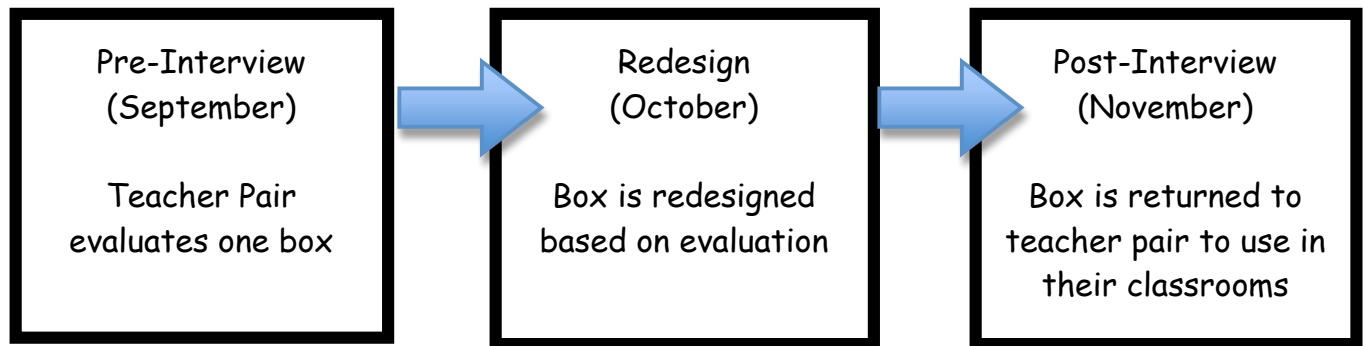 Pre-Interview
(September)
Teacher Pair
evaluates one box
Redesign
(October)
Box is redesigned
based on evaluation
Post-Interview
(November)
Box is returned to
teacher pair to use in
their classrooms